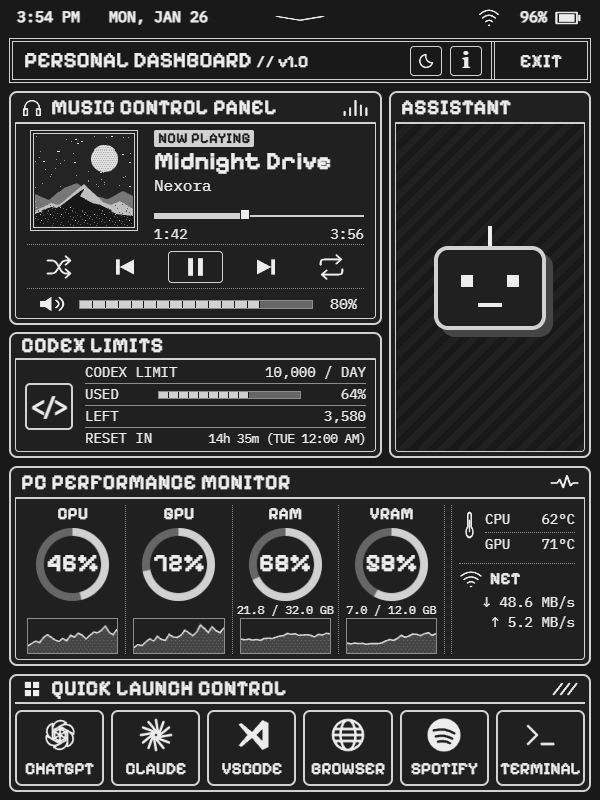 3:54 PM MON, JAN 26 96%
PERSONAL DASHBOARD // v1.0 i EXIT
MUSIC CONTROL PANEL
NOW PLAYING
Midnight Drive
Nexora
1:42 3:56
80%
ASSISTANT
CODEX LIMITS
</>
CODEX LIMIT 10,000 / DAY
USED 64%
LEFT 3,580
RESET IN 14h 35m (TUE 12:00 AM)
PC PERFORMANCE MONITOR
CPU GPU RAM VRAM
46% 72% 68% 58%
21.8 / 32.0 GB 7.0 / 12.0 GB
CPU 62°C
GPU 71°C
NET
↓ 48.6 MB/s
↑ 5.2 MB/s
QUICK LAUNCH CONTROL
CHATGPT CLAUDE VSCODE BROWSER SPOTIFY TERMINAL